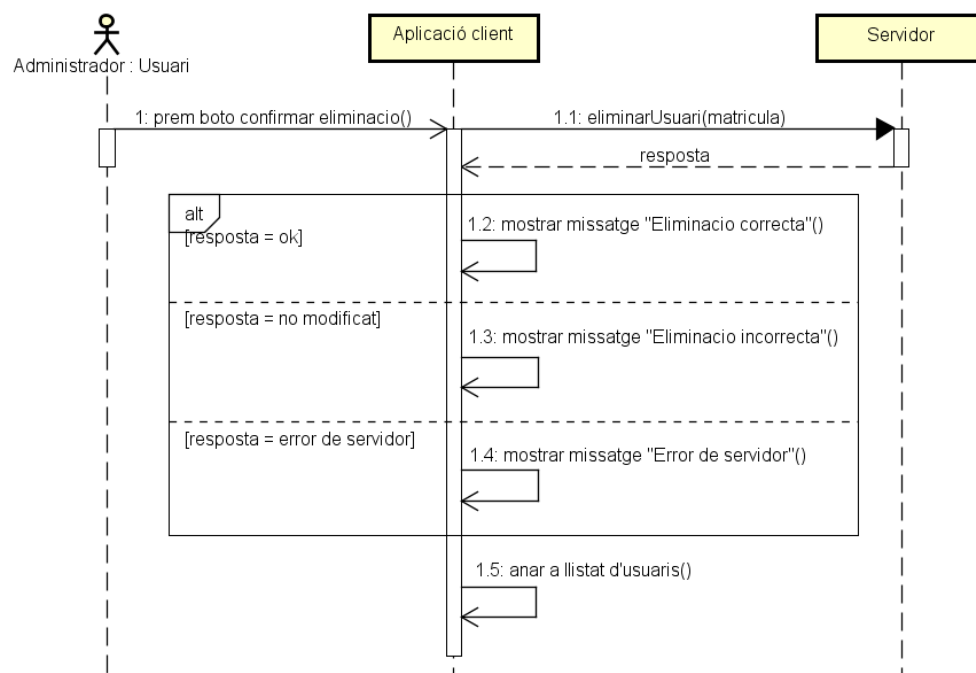 Aplicació client
Servidor
Administrador : Usuari
1: prem boto confirmar eliminacio()
1.1: eliminarUsuari(matricula)
resposta
alt
[resposta = ok]
1.2: mostrar missatge "Eliminacio correcta"()
[resposta = no modificat]
1.3: mostrar missatge "Eliminacio incorrecta"()
[resposta = error de servidor]
1.4: mostrar missatge "Error de servidor"()
1.5: anar a llistat d'usuaris()